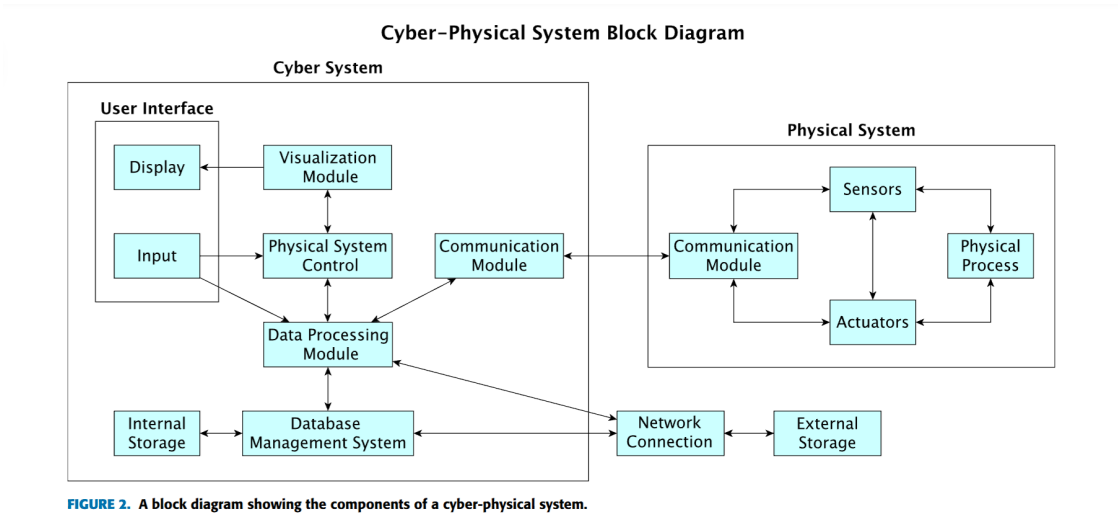 Cyber-Physical System Block Diagram
Cyber System
User Interface
Physical System
Display
Visualization
Module
Sensors
Input
Physical System
Control
Communication
Module
Communication
Module
Physical
Process
Actuators
Data Processing
Module
Internal
Storage
Database
Management System
Network
Connection
External
Storage
FIGURE 2. A block diagram showing the components of a cyber-physical system.